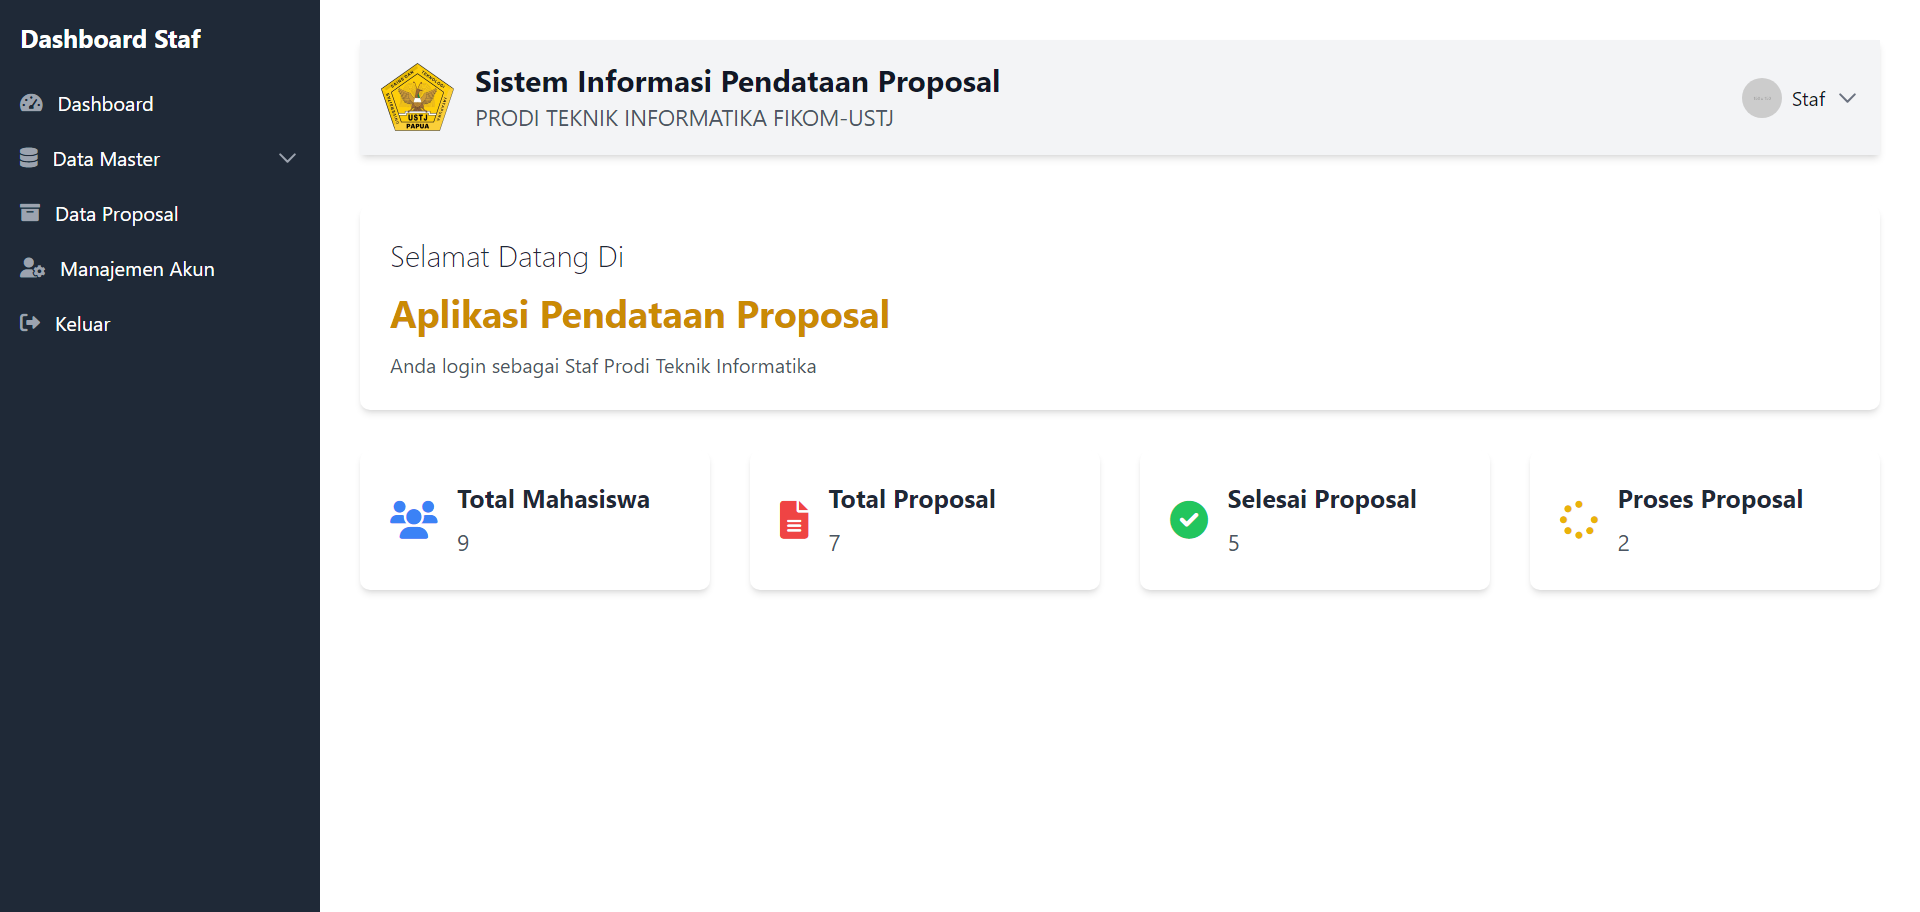 Dashboard Staf
Dashboard
Data Master
Data Proposal
Manajemen Akun
Keluar
USTJ
PAPUA
Sistem Informasi Pendataan Proposal
PRODI TEKNIK INFORMATIKA FIKOM-USTJ
Staf
Selamat Datang Di
Aplikasi Pendataan Proposal
Anda login sebagai Staf Prodi Teknik Informatika
Total Mahasiswa
9
Total Proposal
7
Selesai Proposal
5
Proses Proposal
2